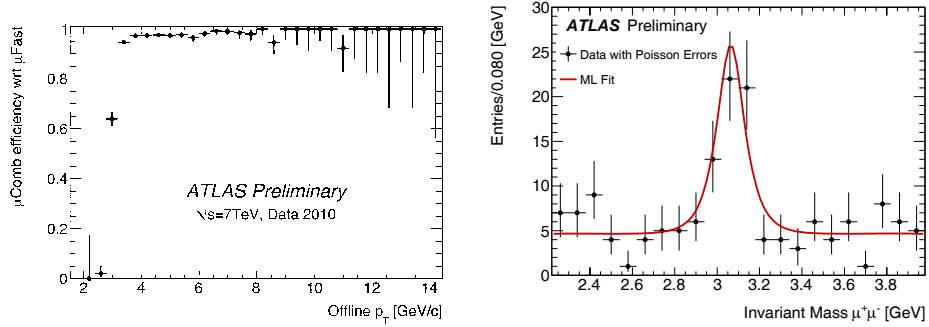 μComb efficiency wrt μFast
1
0.8
0.6
0.4
0.2
0
ATLAS Preliminary
√s=7TeV, Data 2010
2 4 6 8 10 12 14
Offline pT [GeV/c]
Entries/0.080 [GeV]
30
25
20
15
10
5
0
ATLAS Preliminary
Data with Poisson Errors
ML Fit
2.4 2.6 2.8 3 3.2 3.4 3.6 3.8
Invariant Mass μ⁺μ⁻ [GeV]